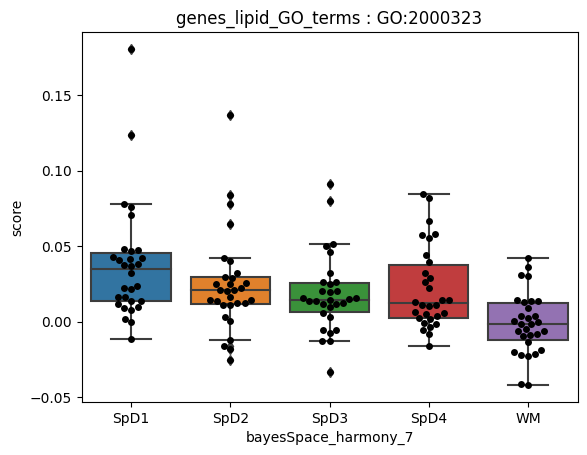 genes_lipid_GO_terms : GO:2000323
score
0.15
0.10
0.05
0.00
−0.05
SpD1 SpD2 SpD3 SpD4 WM
bayesSpace_harmony_7